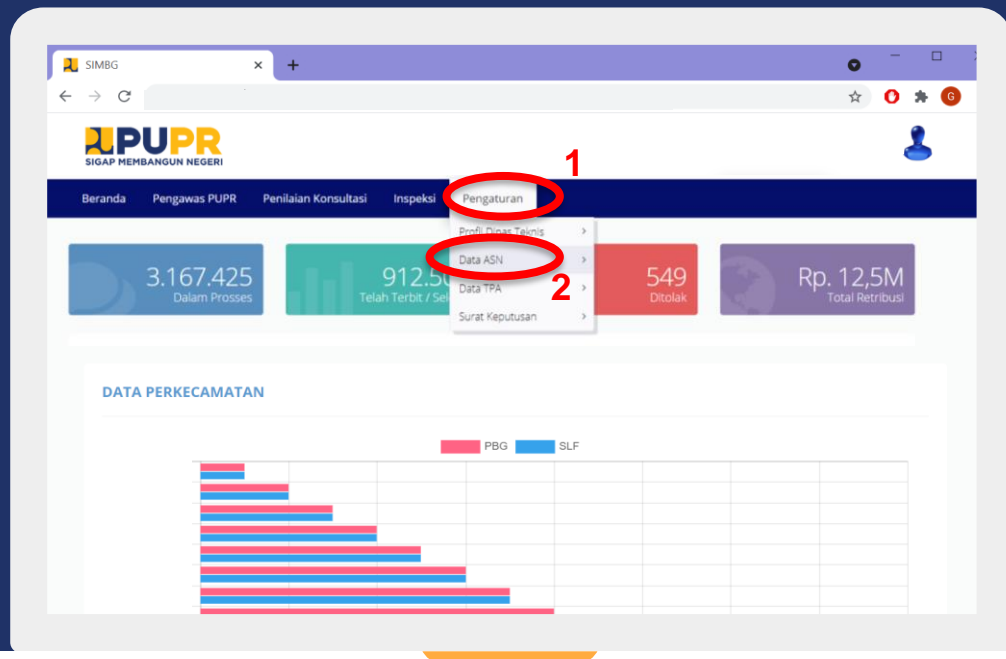 SIMBG
G
PUPR
SIGAP MEMBANGUN NEGERI
1
Beranda Pengawas PUPR Penilaian Konsultasi Inspeksi Pengaturan
Profil Dinas Teknis
Data ASN
2
Data TPA
Surat Keputusan
3.167.425
Dalam Prosses
912.50
Telah Terbit / Sel
549
Ditolak
Rp. 12,5M
Total Retribusi
DATA PERKECAMATAN
PBG SLF